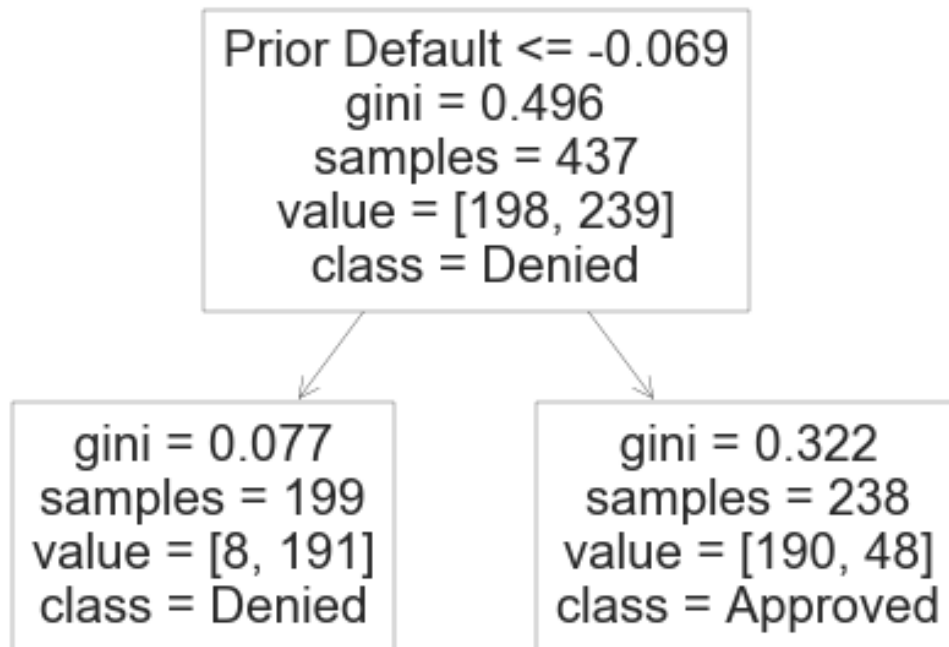 Prior Default <= -0.069
gini = 0.496
samples = 437
value = [198, 239]
class = Denied
gini = 0.077
samples = 199
value = [8, 191]
class = Denied
gini = 0.322
samples = 238
value = [190, 48]
class = Approved